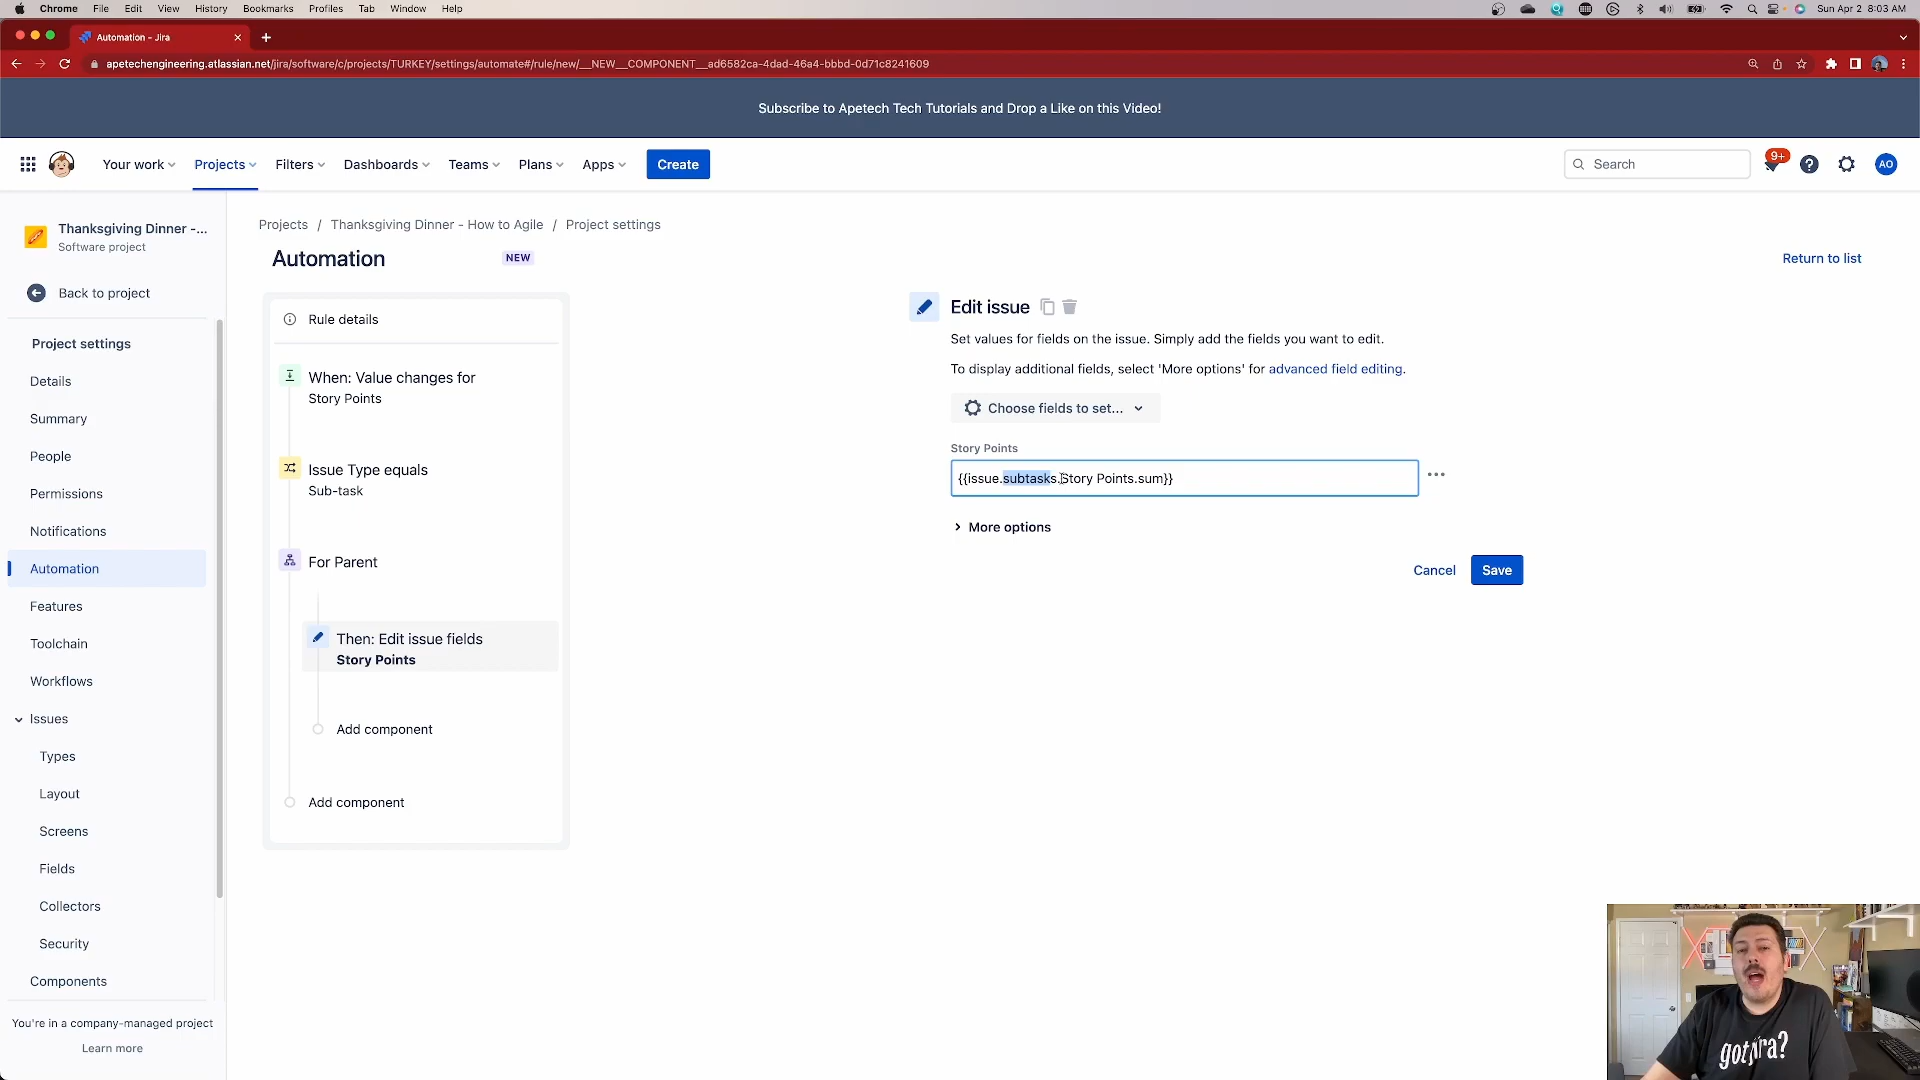 Chrome File Edit View History Bookmarks Profiles Tab Window Help
Sun Apr 2 8:03 AM
Automation - Jira
apetechengineering.atlassian.net/jira/software/c/projects/TURKEY/settings/automate#/rule/new/__NEW__COMPONENT__ad6582ca-4dad-46a4-bbbd-0d71c8241609
Subscribe to Apetech Tech Tutorials and Drop a Like on this Video!
Your work Projects Filters Dashboards Teams Plans Apps Create
Search
9+
AO
Thanksgiving Dinner -...
Software project
Back to project
Project settings
Details
Summary
People
Permissions
Notifications
Automation
Features
Toolchain
Workflows
Issues
Types
Layout
Screens
Fields
Collectors
Security
Components
You're in a company-managed project
Learn more
Projects / Thanksgiving Dinner - How to Agile / Project settings
Automation
NEW
Return to list
Rule details
When: Value changes for
Story Points
Issue Type equals
Sub-task
For Parent
Then: Edit issue fields
Story Points
Add component
Add component
Edit issue
Set values for fields on the issue. Simply add the fields you want to edit.
To display additional fields, select 'More options' for advanced field editing.
Choose fields to set...
Story Points
{{issue.subtasks.Story Points.sum}}
More options
Cancel
Save
got jira?